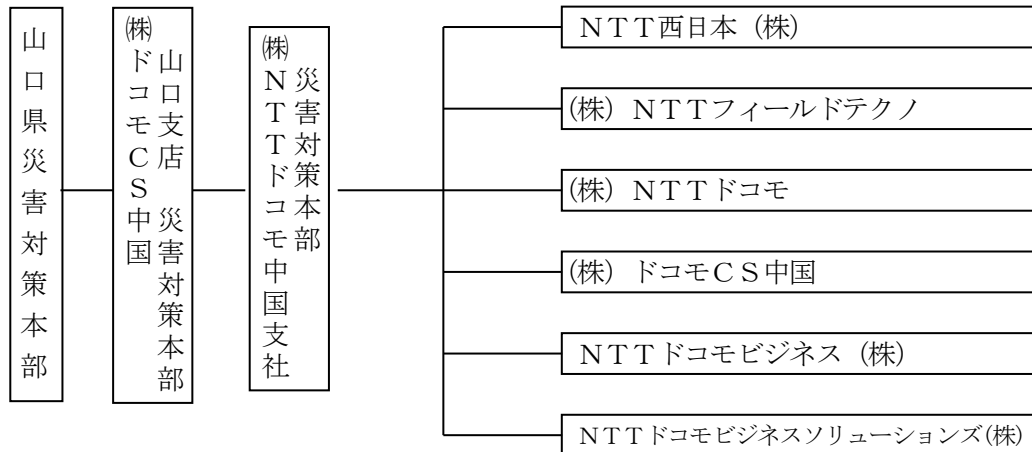 山口県災害対策本部
㈱ドコモCS中国
山口支店 災害対策本部
㈱NTTドコモ中国支社
災害対策本部
NTT西日本(株)
(株)NTTフィールドテクノ
(株)NTTドコモ
(株)ドコモCS中国
NTTドコモビジネス(株)
NTTドコモビジネスソリューションズ(株)